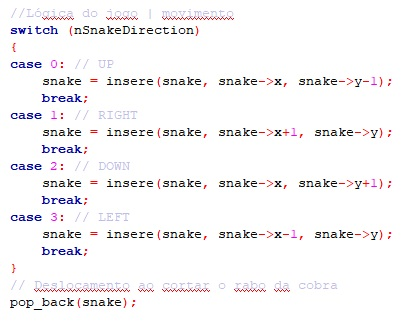 //Lógica do jogo | movimento
switch (nSnakeDirection)
{
case 0: // UP
    snake = insere(snake, snake->x, snake->y-1);
    break;
case 1: // RIGHT
    snake = insere(snake, snake->x+1, snake->y);
    break;
case 2: // DOWN
    snake = insere(snake, snake->x, snake->y+1);
    break;
case 3: // LEFT
    snake = insere(snake, snake->x-1, snake->y);
    break;
}
// Deslocamento ao cortar o rabo da cobra
pop_back(snake);